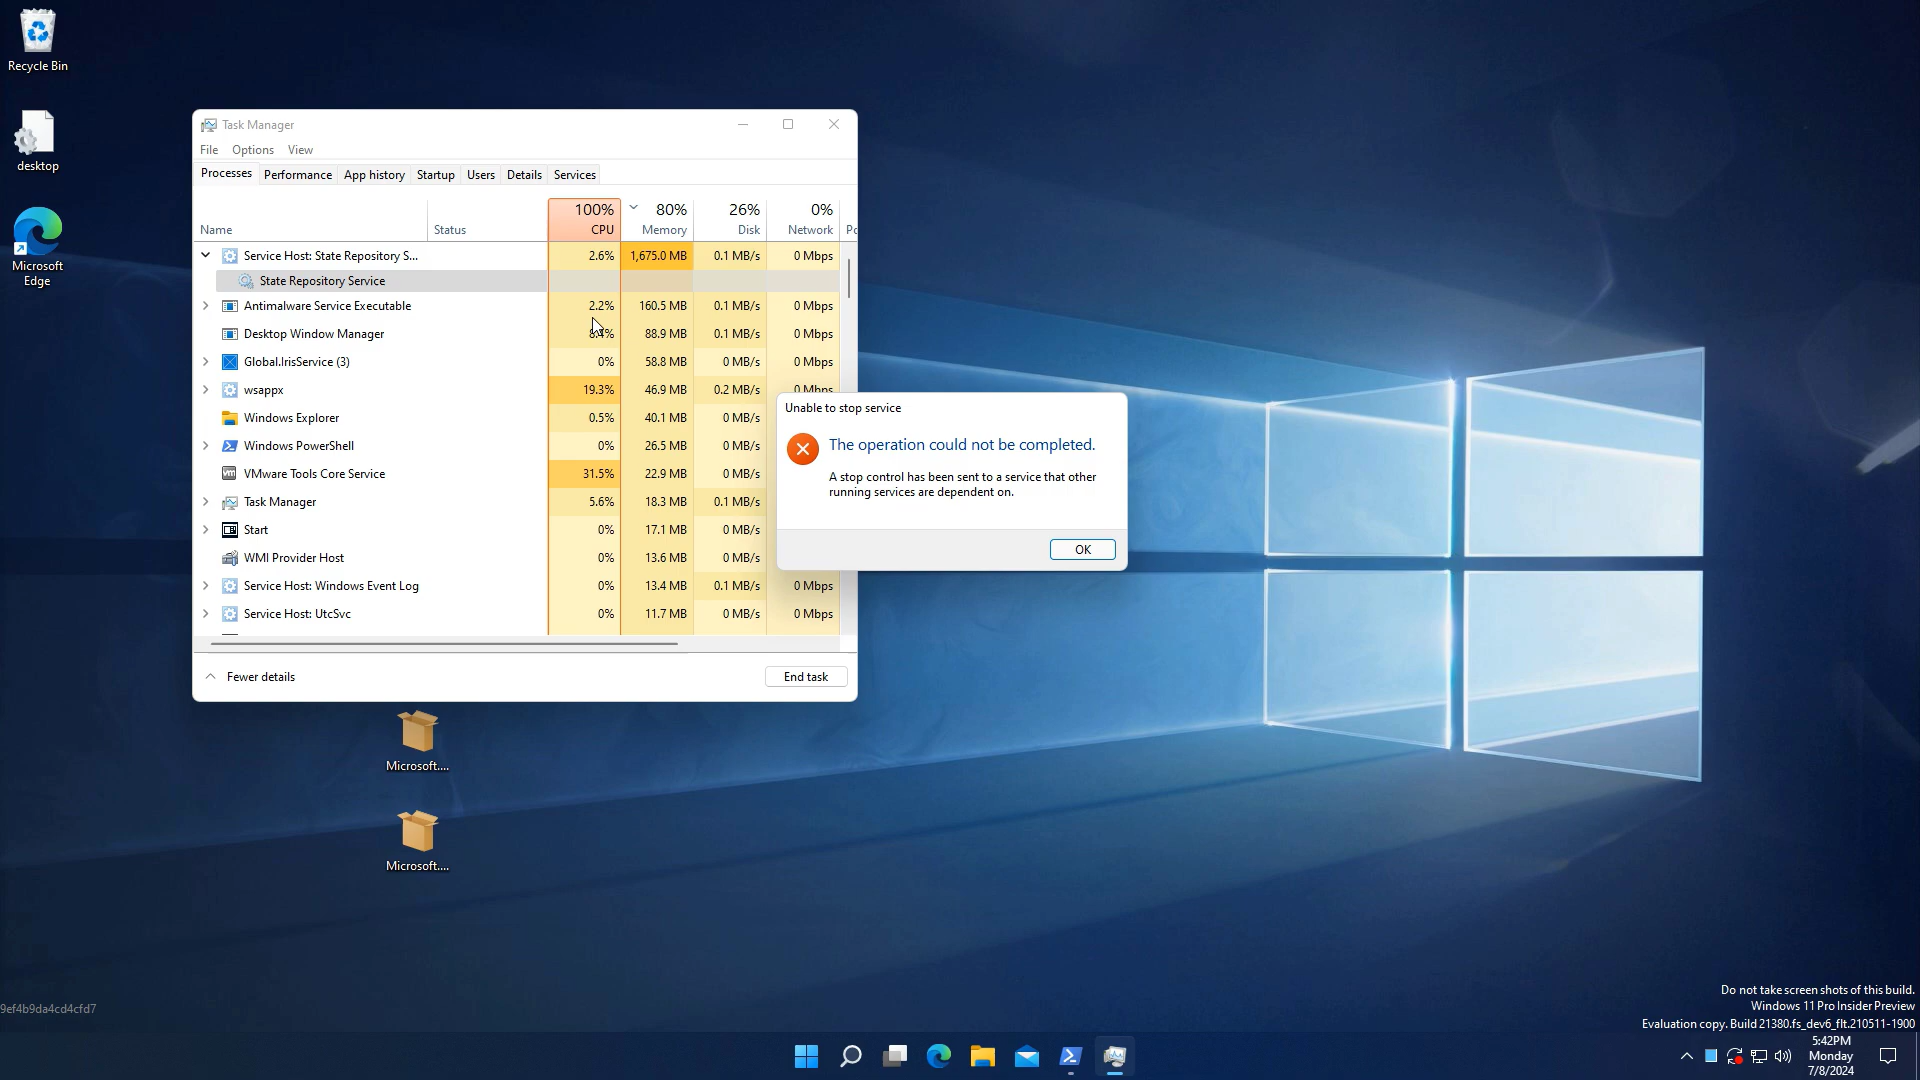 Recycle Bin
desktop
Microsoft
Edge
Task Manager
File Options View
Processes Performance App history Startup Users Details Services
100% 80% 26% 0%
Name Status CPU Memory Disk Network Po
Service Host: State Repository S... 2.6% 1,675.0 MB 0.1 MB/s 0 Mbps
State Repository Service
Antimalware Service Executable 2.2% 160.5 MB 0.1 MB/s 0 Mbps
Desktop Window Manager 88.9 MB 0.1 MB/s 0 Mbps
Global.IrisService (3) 0% 58.8 MB 0 MB/s 0 Mbps
wsappx 19.3% 46.9 MB 0.2 MB/s 0 Mbps
Windows Explorer 0.5% 40.1 MB 0 MB/s
Windows PowerShell 0% 26.5 MB 0 MB/s
VMware Tools Core Service 31.5% 22.9 MB 0 MB/s
Task Manager 5.6% 18.3 MB 0.1 MB/s
Start 0% 17.1 MB 0 MB/s
WMI Provider Host 0% 13.6 MB 0 MB/s
Service Host: Windows Event Log 0% 13.4 MB 0.1 MB/s 0 Mbps
Service Host: UtcSvc 0% 11.7 MB 0 MB/s 0 Mbps
Fewer details End task
Unable to stop service
The operation could not be completed.
A stop control has been sent to a service that other
running services are dependent on.
OK
Microsoft....
Microsoft....
9ef4b9da4cd4cfd7
Do not take screen shots of this build.
Windows 11 Pro Insider Preview
Evaluation copy. Build 21380.fs_dev6_flt.210511-1900
5:42PM
Monday
7/8/2024